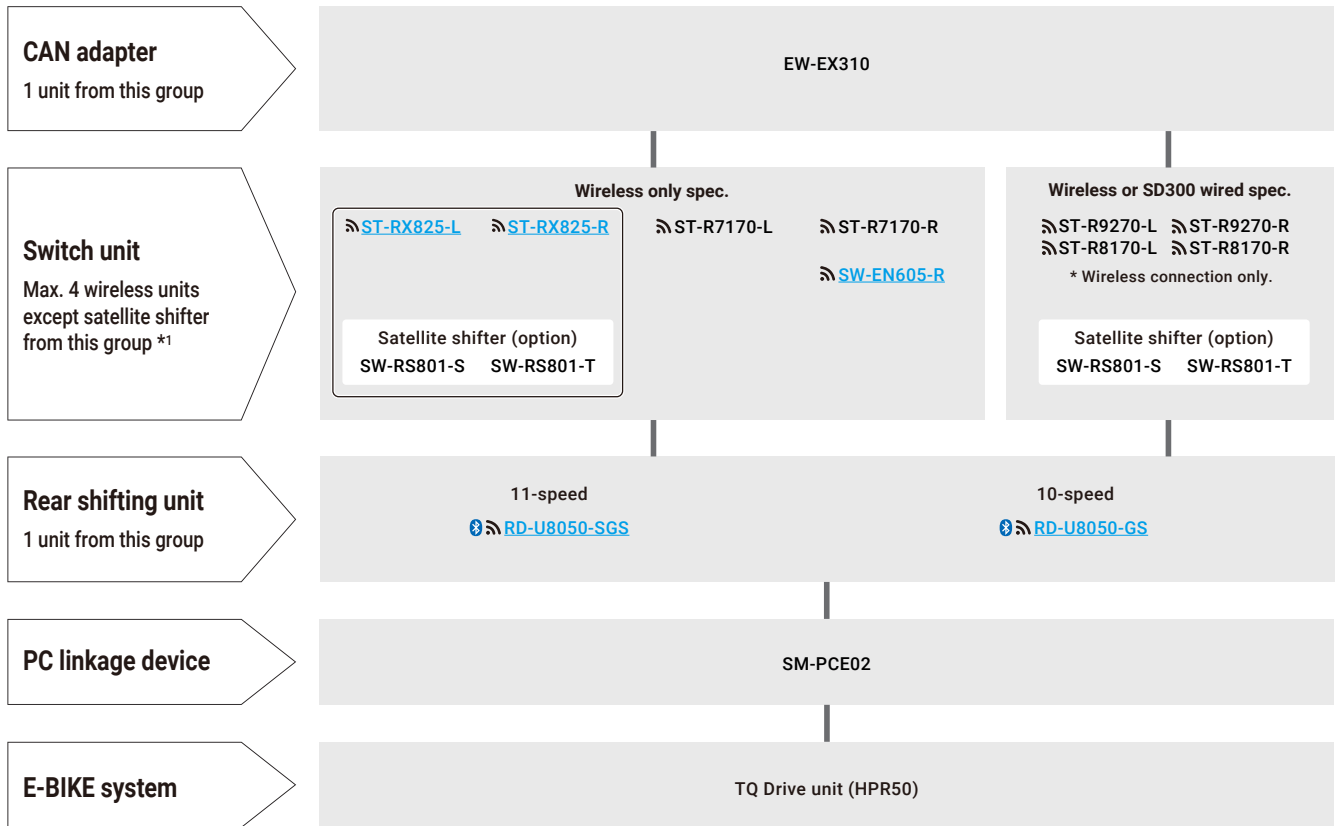 CAN adapter
1 unit from this group
EW-EX310
Switch unit
Max. 4 wireless units
except satellite shifter
from this group *1
Wireless only spec.
ST-RX825-L ST-RX825-R ST-R7170-L ST-R7170-R
SW-EN605-R
Satellite shifter (option)
SW-RS801-S SW-RS801-T
Wireless or SD300 wired spec.
ST-R9270-L ST-R9270-R
ST-R8170-L ST-R8170-R
* Wireless connection only.
Satellite shifter (option)
SW-RS801-S SW-RS801-T
Rear shifting unit
1 unit from this group
11-speed
RD-U8050-SGS
10-speed
RD-U8050-GS
PC linkage device
SM-PCE02
E-BIKE system
TQ Drive unit (HPR50)